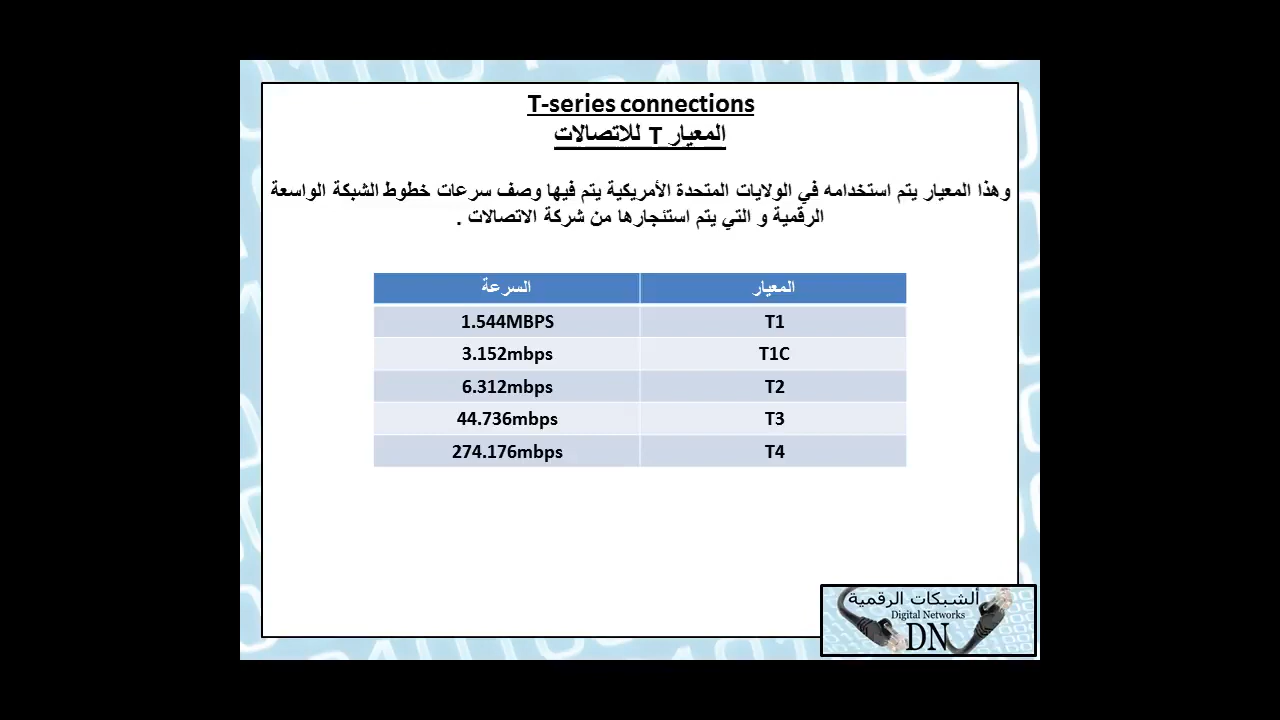 T-series connections
المعيار T للاتصالات
وهذا المعيار يتم استخدامه في الولايات المتحدة الأمريكية يتم فيها وصف سرعات خطوط الشبكة الواسعة
الرقمية و التي يتم استئجارها من شركة الاتصالات .
المعيار السرعة
T1 1.544MBPS
T1C 3.152mbps
T2 6.312mbps
T3 44.736mbps
T4 274.176mbps
ألشبكات الرقمية
Digital Networks
DN